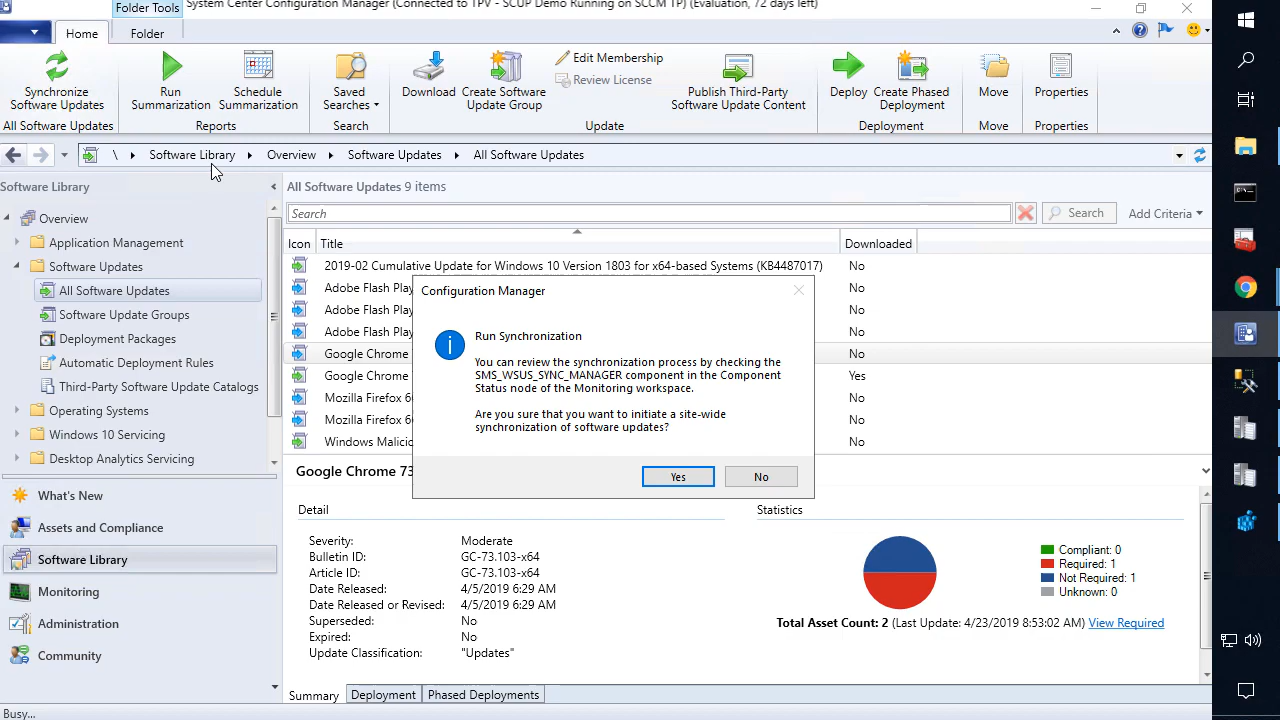 Folder Tools
System Center Configuration Manager (Connected to TPV - SCUP Demo Running on SCCM TP) (Evaluation, 72 days left)
Home
Folder
Synchronize
Software Updates
All Software Updates
Run
Summarization
Schedule
Summarization
Reports
Saved
Searches
Search
Download
Create Software
Update Group
Edit Membership
Review License
Publish Third-Party
Software Update Content
Update
Deploy
Create Phased
Deployment
Deployment
Move
Move
Properties
Properties
\ Software Library Overview Software Updates All Software Updates
Software Library
Overview
Application Management
Software Updates
All Software Updates
Software Update Groups
Deployment Packages
Automatic Deployment Rules
Third-Party Software Update Catalogs
Operating Systems
Windows 10 Servicing
Desktop Analytics Servicing
What's New
Assets and Compliance
Software Library
Monitoring
Administration
Community
Busy...
All Software Updates 9 items
Search
Search
Add Criteria
Icon Title Downloaded
2019-02 Cumulative Update for Windows 10 Version 1803 for x64-based Systems (KB4487017) No
Adobe Flash Play No
Adobe Flash Play No
Adobe Flash Play No
Google Chrome No
Google Chrome Yes
Mozilla Firefox 6 No
Mozilla Firefox 6 No
Windows Malicio No
Configuration Manager
Run Synchronization
You can review the synchronization process by checking the
SMS_WSUS_SYNC_MANAGER component in the Component
Status node of the Monitoring workspace.
Are you sure that you want to initiate a site-wide
synchronization of software updates?
Yes
No
Google Chrome 73
Detail
Severity: Moderate
Bulletin ID: GC-73.103-x64
Article ID: GC-73.103-x64
Date Released: 4/5/2019 6:29 AM
Date Released or Revised: 4/5/2019 6:29 AM
Superseded: No
Expired: No
Update Classification: "Updates"
Statistics
Compliant: 0
Required: 1
Not Required: 1
Unknown: 0
Total Asset Count: 2 (Last Update: 4/23/2019 8:53:02 AM) View Required
Summary
Deployment
Phased Deployments